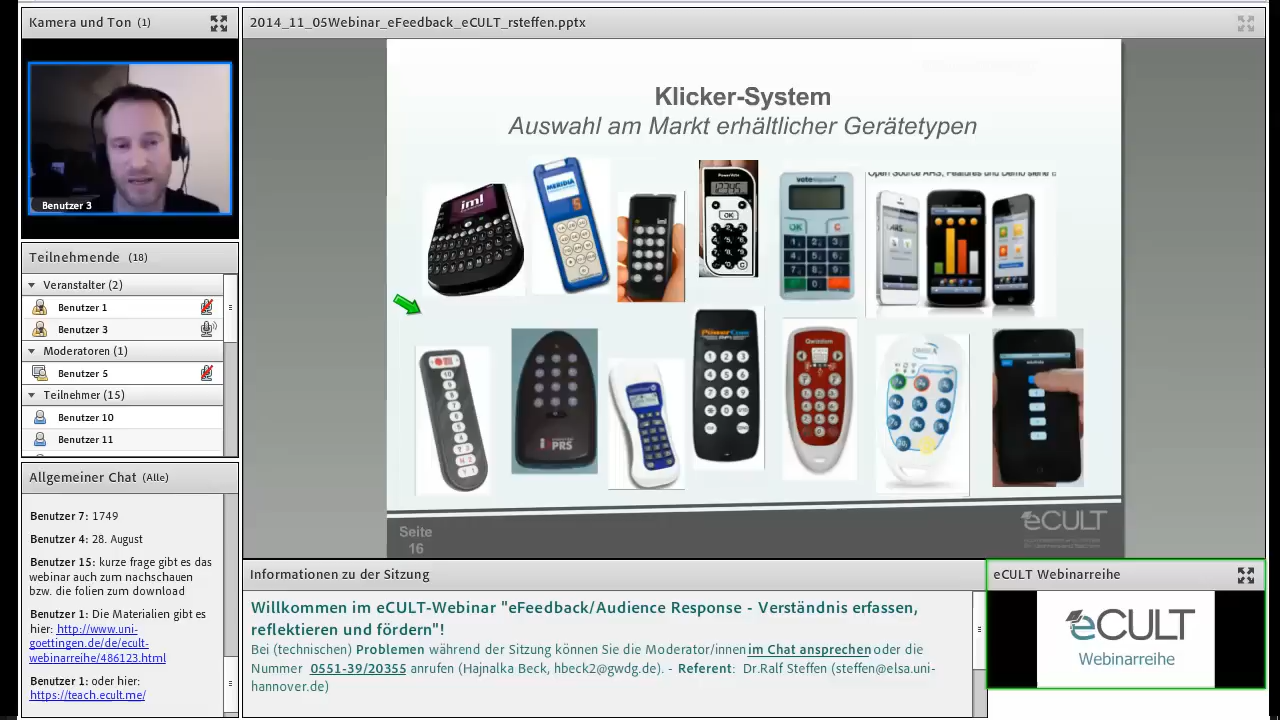 Kamera und Ton (1)
Benutzer 3
Teilnehmende (18)
Veranstalter (2)
Benutzer 1
Benutzer 3
Moderatoren (1)
Benutzer 5
Teilnehmer (15)
Benutzer 10
Benutzer 11
Allgemeiner Chat (Alle)
Benutzer 7: 1749
Benutzer 4: 28. August
Benutzer 15: kurze frage gibt es das
webinar auch zum nachschauen
bzw. die folien zum download
Benutzer 1: Die Materialien gibt es
hier: http://www.uni-
goettingen.de/de/ecult-
webinarreihe/486123.html
Benutzer 1: oder hier:
https://teach.ecult.me/
2014_11_05Webinar_eFeedback_eCULT_rsteffen.pptx
Klicker-System
Auswahl am Markt erhältlicher Gerätetypen
iml
MERIDIA
iml
PowerVote
OK
OK
C
Open Source ARS, Features und Demo siehe
ARS
PRS
Qwizdom
Seite
16
eCULT
Informationen zu der Sitzung
Willkommen im eCULT-Webinar "eFeedback/Audience Response - Verständnis erfassen,
reflektieren und fördern"!
Bei (technischen) Problemen während der Sitzung können Sie die Moderator/innen im Chat ansprechen oder die
Nummer 0551-39/20355 anrufen (Hajnalka Beck, hbeck2@gwdg.de). - Referent: Dr.Ralf Steffen (steffen@elsa.uni-
hannover.de)
eCULT Webinarreihe
eCULT
Webinarreihe